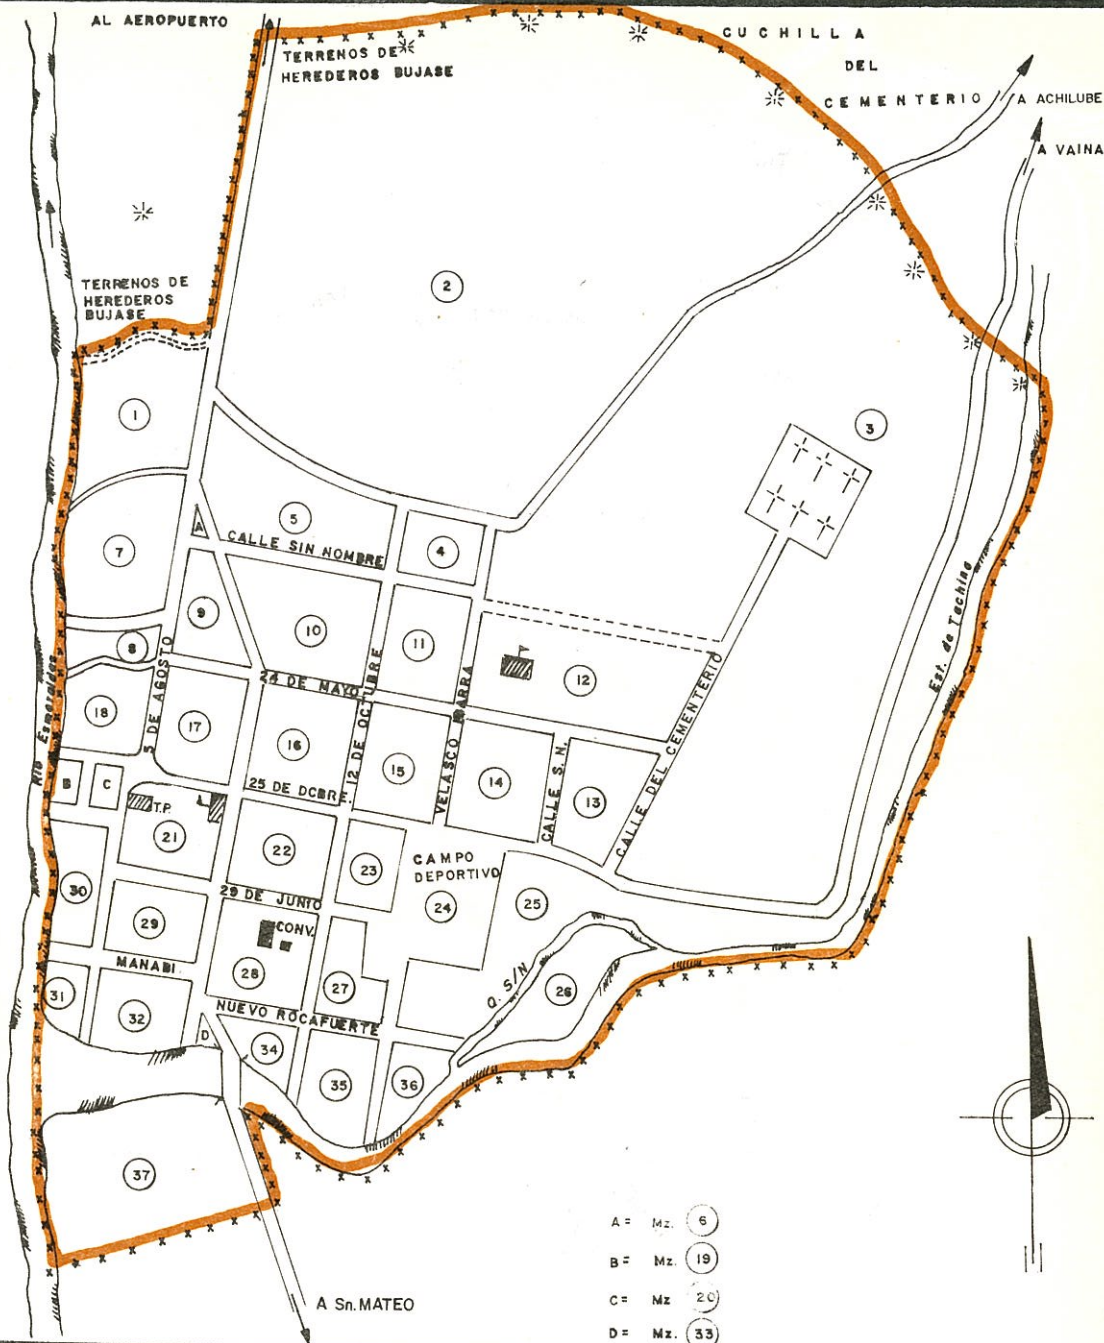 AL AEROPUERTO
TERRENOS DE
HEREDEROS BUJASE
CUCHILLA
DEL
CEMENTERIO
A ACHILUBE
A VAINA
TERRENOS DE
HEREDEROS
BUJASE
2
1
3
5
A
CALLE SIN NOMBRE
4
7
9
10
11
12
8
Río Esmeraldas
5 DE AGOSTO
24 DE MAYO
12 DE OCTUBRE
VELASCO IBARRA
CALLE DEL CEMENTERIO
Est. de Tachina
18
17
16
15
14
CALLE S.N.
13
B
C
25 DE DCBRE.
T.P.
21
22
23
CAMPO
DEPORTIVO
24
25
30
29
29 DE JUNIO
CONV.
MANABI
28
27
Q. S/N
26
31
32
NUEVO ROCAFUERTE
D
34
35
36
37
A = Mz. 6
B = Mz. 19
C = Mz 20
D = Mz. 33
A Sn. MATEO